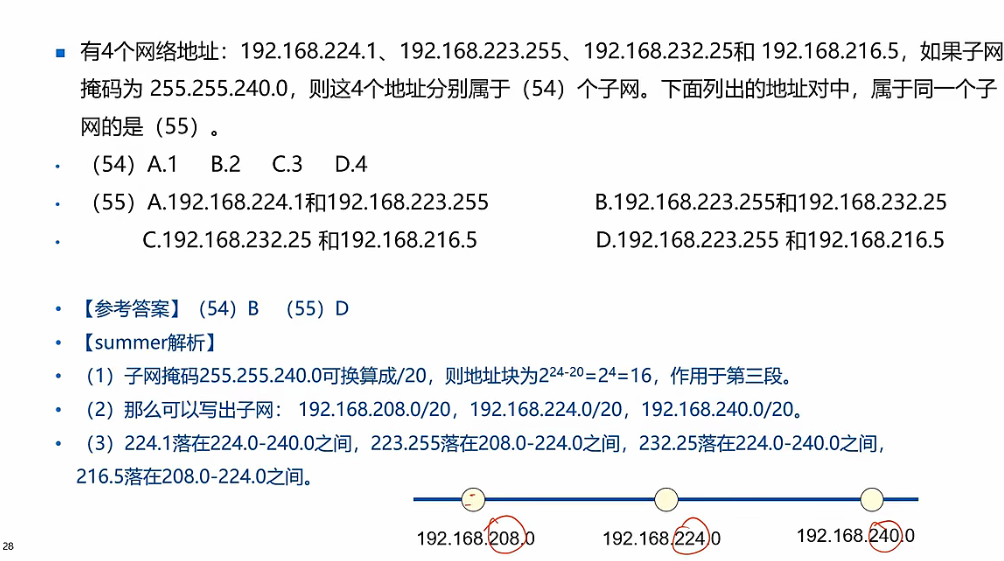 有4个网络地址：192.168.224.1、192.168.223.255、192.168.232.25和 192.168.216.5，如果子网
掩码为 255.255.240.0，则这4个地址分别属于（54）个子网。下面列出的地址对中，属于同一个子
网的是（55）。
（54）A.1 B.2 C.3 D.4
（55）A.192.168.224.1和192.168.223.255 B.192.168.223.255和192.168.232.25
C.192.168.232.25 和192.168.216.5 D.192.168.223.255 和192.168.216.5
【参考答案】（54）B （55）D
【summer解析】
（1）子网掩码255.255.240.0可换算成/20，则地址块为2²⁴⁻²⁰=2⁴=16，作用于第三段。
（2）那么可以写出子网： 192.168.208.0/20，192.168.224.0/20，192.168.240.0/20。
（3）224.1落在224.0-240.0之间，223.255落在208.0-224.0之间，232.25落在224.0-240.0之间，
216.5落在208.0-224.0之间。
192.168.208.0 192.168.224.0 192.168.240.0
28